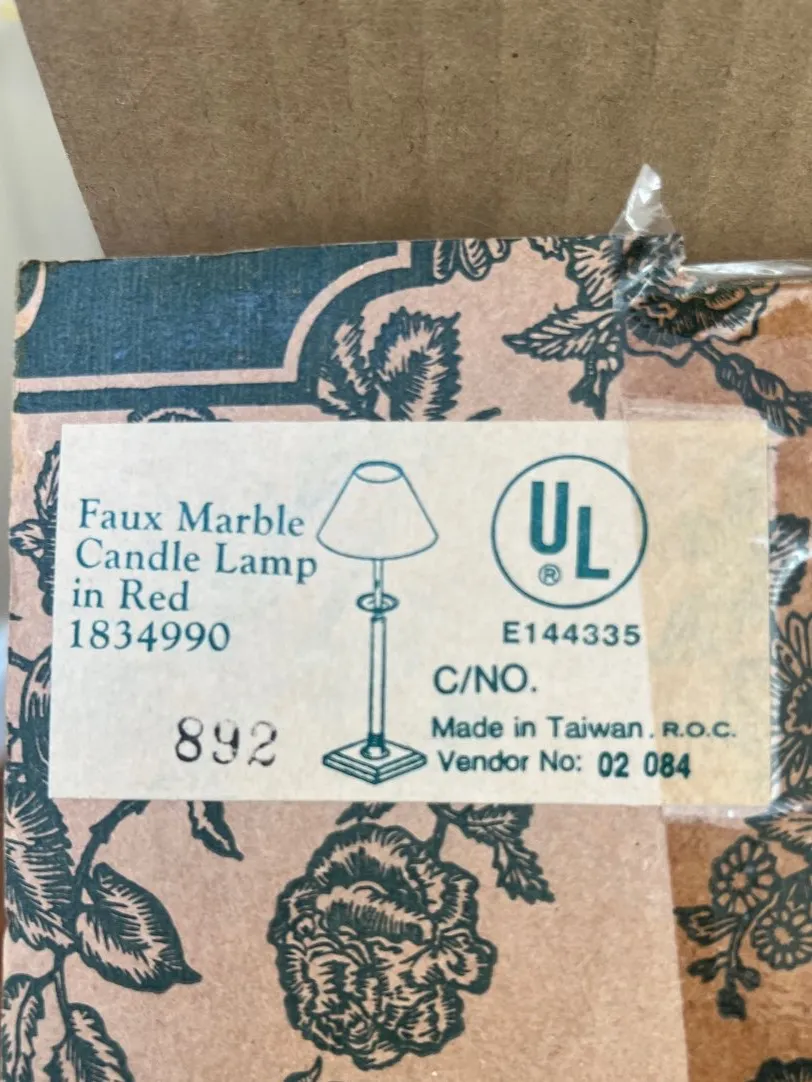 Faux Marble
Candle Lamp
in Red
1834990
892
UL
®
E144335
C/NO.
Made in Taiwan . R.O.C.
Vendor No: 02 084